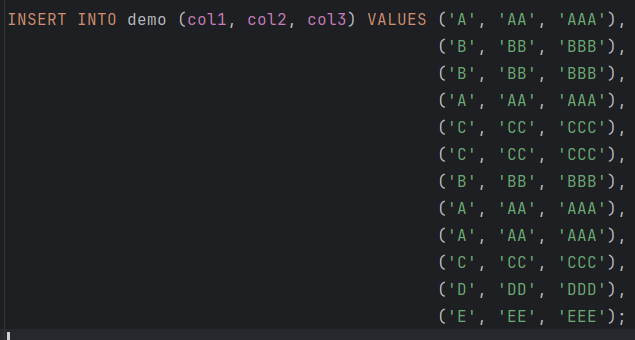 INSERT INTO demo (col1, col2, col3) VALUES ('A', 'AA', 'AAA'),
('B', 'BB', 'BBB'),
('B', 'BB', 'BBB'),
('A', 'AA', 'AAA'),
('C', 'CC', 'CCC'),
('C', 'CC', 'CCC'),
('B', 'BB', 'BBB'),
('A', 'AA', 'AAA'),
('A', 'AA', 'AAA'),
('C', 'CC', 'CCC'),
('D', 'DD', 'DDD'),
('E', 'EE', 'EEE');